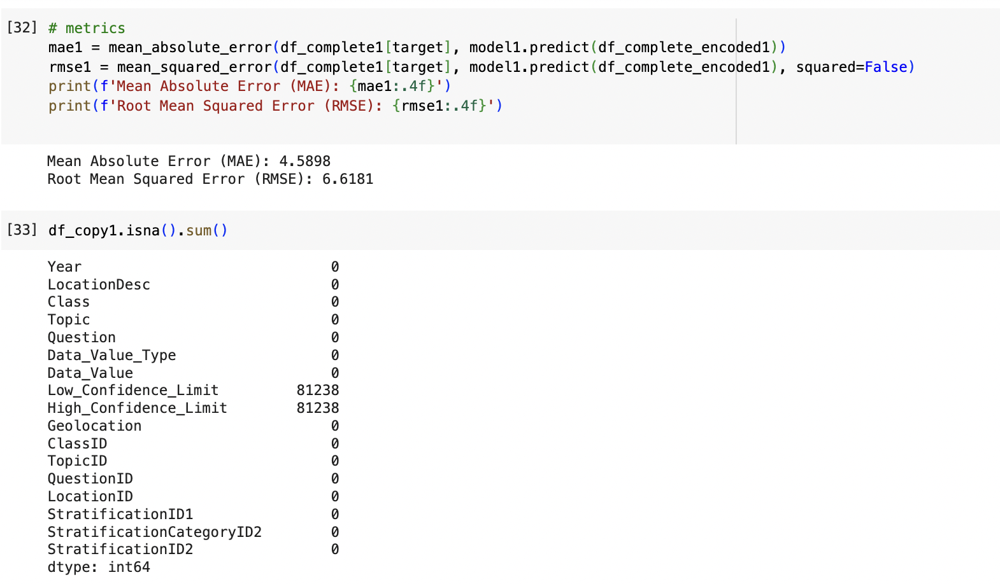 [32] # metrics
mae1 = mean_absolute_error(df_complete1[target], model1.predict(df_complete_encoded1))
rmse1 = mean_squared_error(df_complete1[target], model1.predict(df_complete_encoded1), squared=False)
print(f'Mean Absolute Error (MAE): {mae1:.4f}')
print(f'Root Mean Squared Error (RMSE): {rmse1:.4f}')
Mean Absolute Error (MAE): 4.5898
Root Mean Squared Error (RMSE): 6.6181
[33] df_copy1.isna().sum()
Year 0
LocationDesc 0
Class 0
Topic 0
Question 0
Data_Value_Type 0
Data_Value 0
Low_Confidence_Limit 81238
High_Confidence_Limit 81238
Geolocation 0
ClassID 0
TopicID 0
QuestionID 0
LocationID 0
StratificationID1 0
StratificationCategoryID2 0
StratificationID2 0
dtype: int64